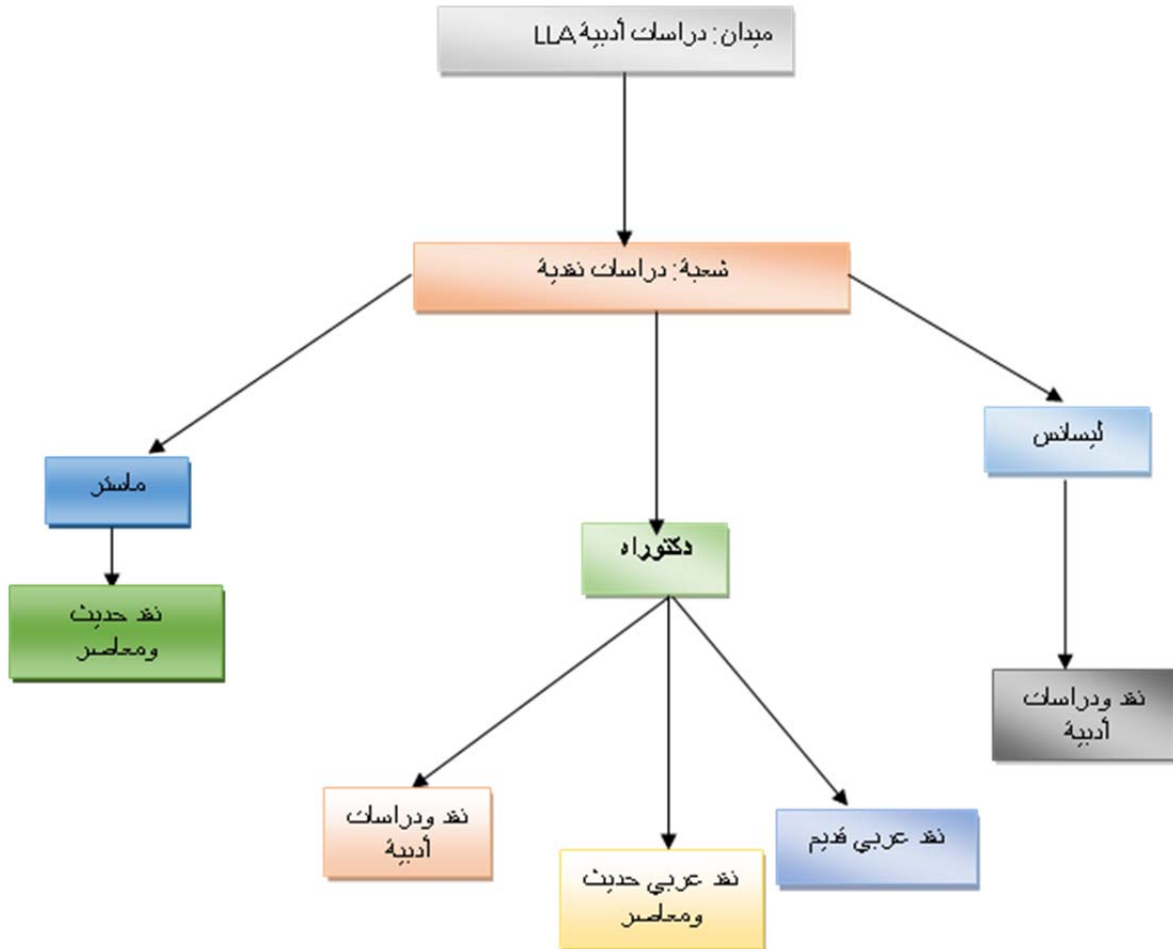 ميدان: دراسات أدبية LLA
شعبة: دراسات نقدية
ليسانس
ماستر
دكتوراه
نقد حديث
ومعاصر
نقد ودراسات
أدبية
نقد ودراسات
أدبية
نقد عربي قديم
نقد عربي حديث
ومعاصر